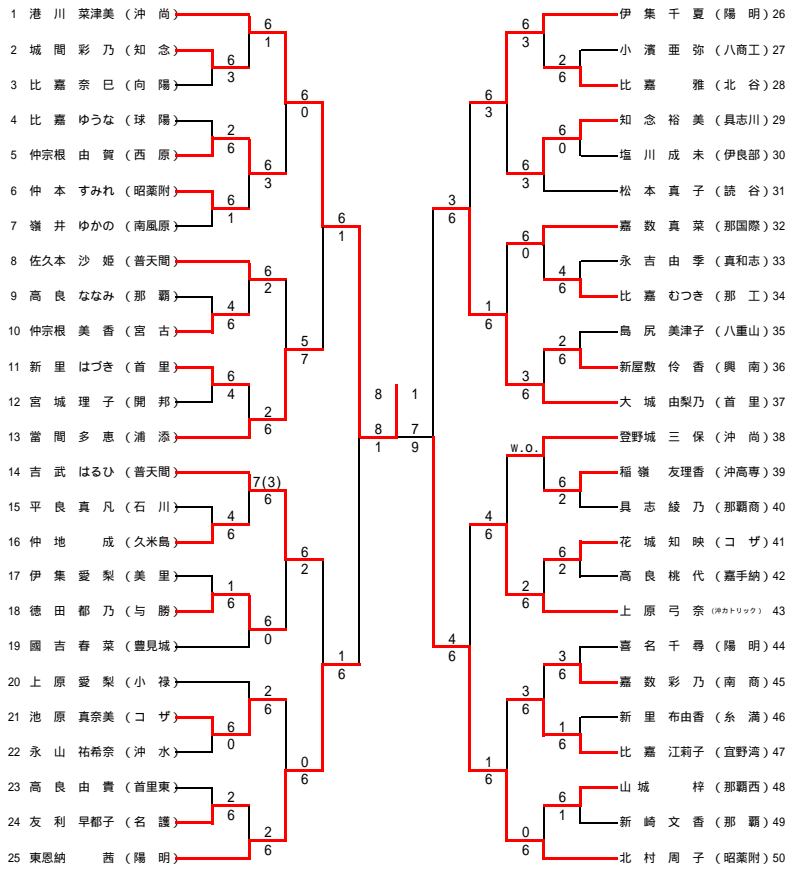 1 港川 菜津美 (沖尚)
2 城間 彩乃 (知念)
3 比嘉 奈巳 (向陽)
4 比嘉 ゆうな (球陽)
5 仲宗根 由賀 (西原)
6 仲本 すみれ (昭薬附)
7 嶺井 ゆかの (南風原)
8 佐久本 沙姫 (普天間)
9 高良 ななみ (那覇)
10 仲宗根 美香 (宮古)
11 新里 はづき (首里)
12 宮城 理子 (開邦)
13 當間 多恵 (浦添)
14 吉武 はるひ (普天間)
15 平良 真凡 (石川)
16 仲地 成 (久米島)
17 伊集 愛梨 (美里)
18 徳田 都乃 (与勝)
19 國吉 春菜 (豊見城)
20 上原 愛梨 (小禄)
21 池原 真奈美 (コザ)
22 永山 祐希奈 (沖水)
23 高良 由貴 (首里東)
24 友利 早都子 (名護)
25 東恩納 茜 (陽明)
6
3
2
6
6
1
4
6
6
4
4
6
1
6
6
0
2
6
6
1
6
3
6
2
2
6
7(3)
6
6
0
2
6
2
6
6
0
5
7
6
2
0
6
6
1
1
6
8
1
8
1
7
9
3
6
4
6
6
3
1
6
4
6
1
6
6
3
6
3
6
0
3
6
w.o.
2
6
3
6
0
6
2
6
6
0
4
6
2
6
6
2
6
2
3
6
1
6
6
1
伊集千夏 (陽明) 26
小濱亜弥 (八商工) 27
比嘉 雅 (北谷) 28
知念裕美 (具志川) 29
塩川成未 (伊良部) 30
松本真子 (読谷) 31
嘉数真菜 (那国際) 32
永吉由季 (真和志) 33
比嘉むつき (那工) 34
島尻美津子 (八重山) 35
新屋敷伶香 (興南) 36
大城由梨乃 (首里) 37
登野城三保 (沖尚) 38
稲嶺友理香 (沖高専) 39
具志綾乃 (那覇商) 40
花城知映 (コザ) 41
高良桃代 (嘉手納) 42
上原弓奈 (沖カトリック) 43
喜名千尋 (陽明) 44
嘉数彩乃 (南商) 45
新里布由香 (糸満) 46
比嘉江莉子 (宜野湾) 47
山城 梓 (那覇西) 48
新崎文香 (那覇) 49
北村周子 (昭薬附) 50